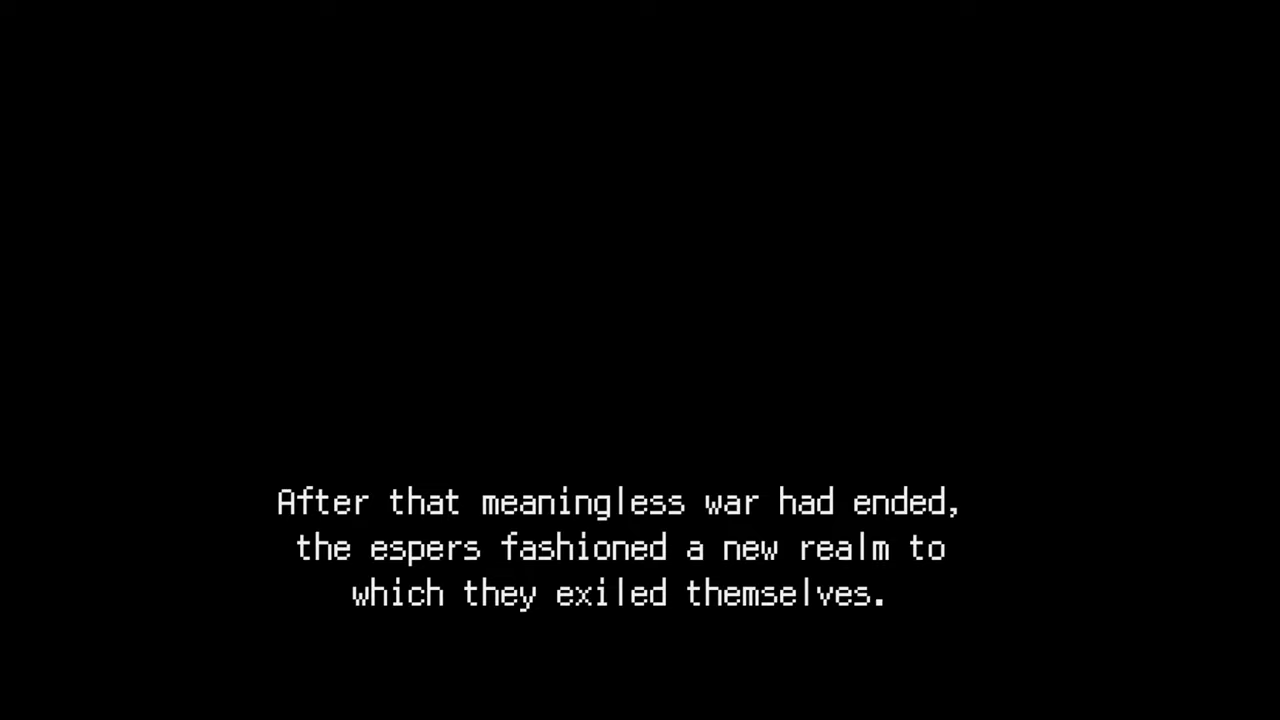 After that meaningless war had ended,
the espers fashioned a new realm to
which they exiled themselves.